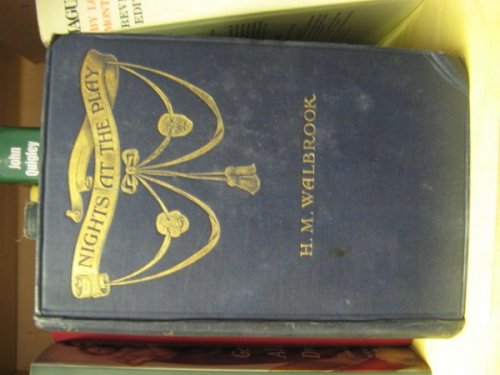 NIGHTS AT THE PLAY
H. M. WALBROOK
John
Quigley